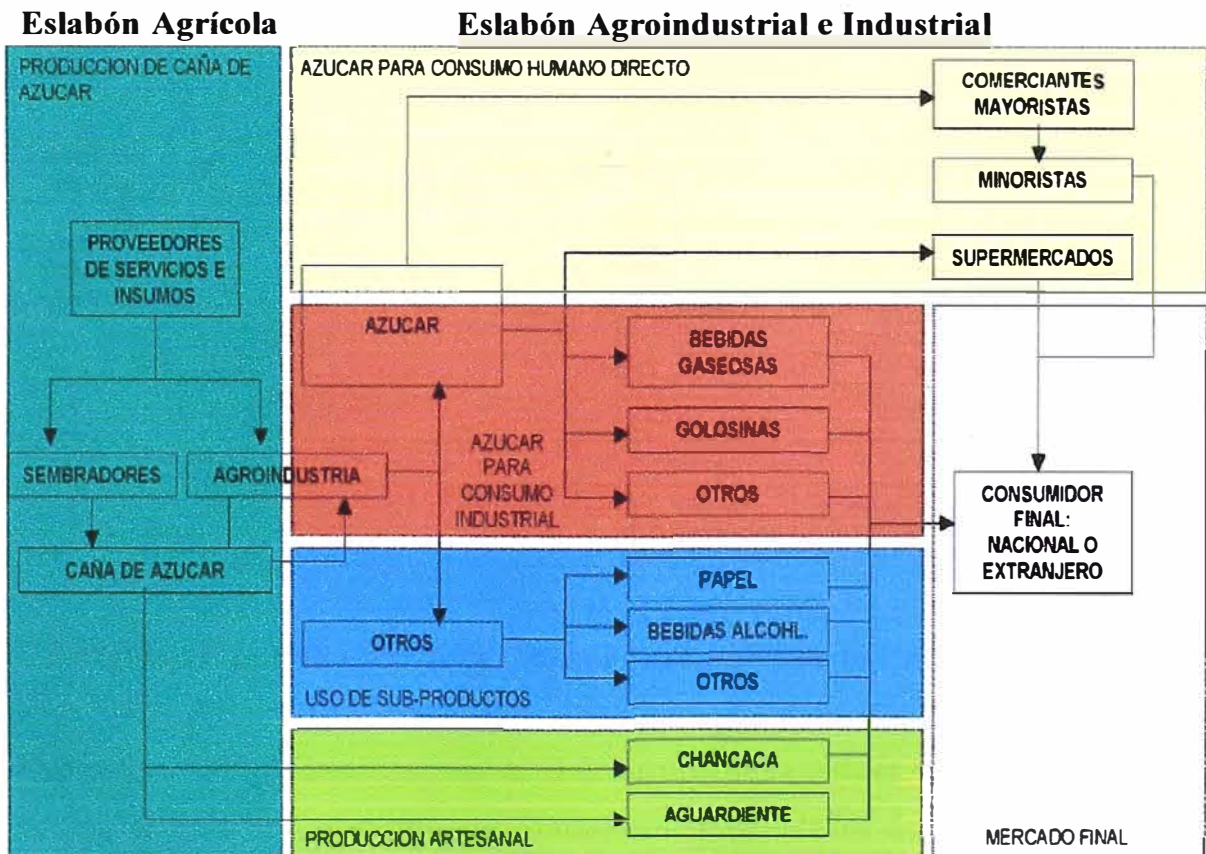 Eslabón Agrícola
Eslabón Agroindustrial e Industrial
PRODUCCION DE CAÑA DE
AZUCAR
PROVEEDORES
DE SERVICIOS E
INSUMOS
SEMBRADORES
AGROINDUSTRIA
CAÑA DE AZUCAR
AZUCAR PARA CONSUMO HUMANO DIRECTO
COMERCIANTES
MAYORISTAS
MINORISTAS
SUPERMERCADOS
AZUCAR
BEBIDAS
GASEOSAS
GOLOSINAS
OTROS
AZUCAR
PARA
CONSUMO
INDUSTRIAL
OTROS
PAPEL
BEBIDAS ALCOHL.
OTROS
USO DE SUB-PRODUCTOS
CHANCACA
AGUARDIENTE
PRODUCCION ARTESANAL
CONSUMIDOR
FINAL:
NACIONAL O
EXTRANJERO
MERCADO FINAL